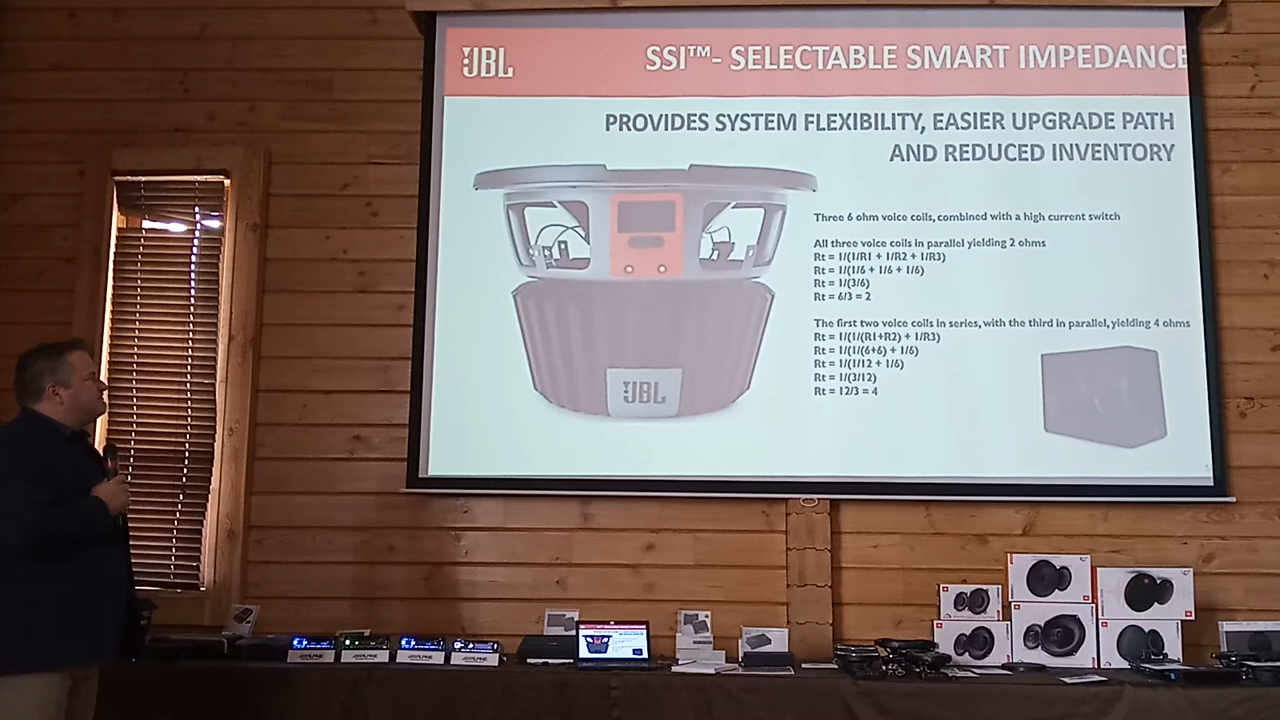 JBL
SSI™- SELECTABLE SMART IMPEDANCE
PROVIDES SYSTEM FLEXIBILITY, EASIER UPGRADE PATH
AND REDUCED INVENTORY
Three 6 ohm voice coils, combined with a high current switch
All three voice coils in parallel yielding 2 ohms
Rt = 1/(1/R1 + 1/R2 + 1/R3)
Rt = 1/(1/6 + 1/6 + 1/6)
Rt = 1/(3/6)
Rt = 6/3 = 2
The first two voice coils in series, with the third in parallel, yielding 4 ohms
Rt = 1/(1/(R1+R2) + 1/R3)
Rt = 1/(1/(6+6) + 1/6)
Rt = 1/(1/12 + 1/6)
Rt = 1/(3/12)
Rt = 12/3 = 4
JBL
ALPINE
ALPINE
ALPINE
ALPINE